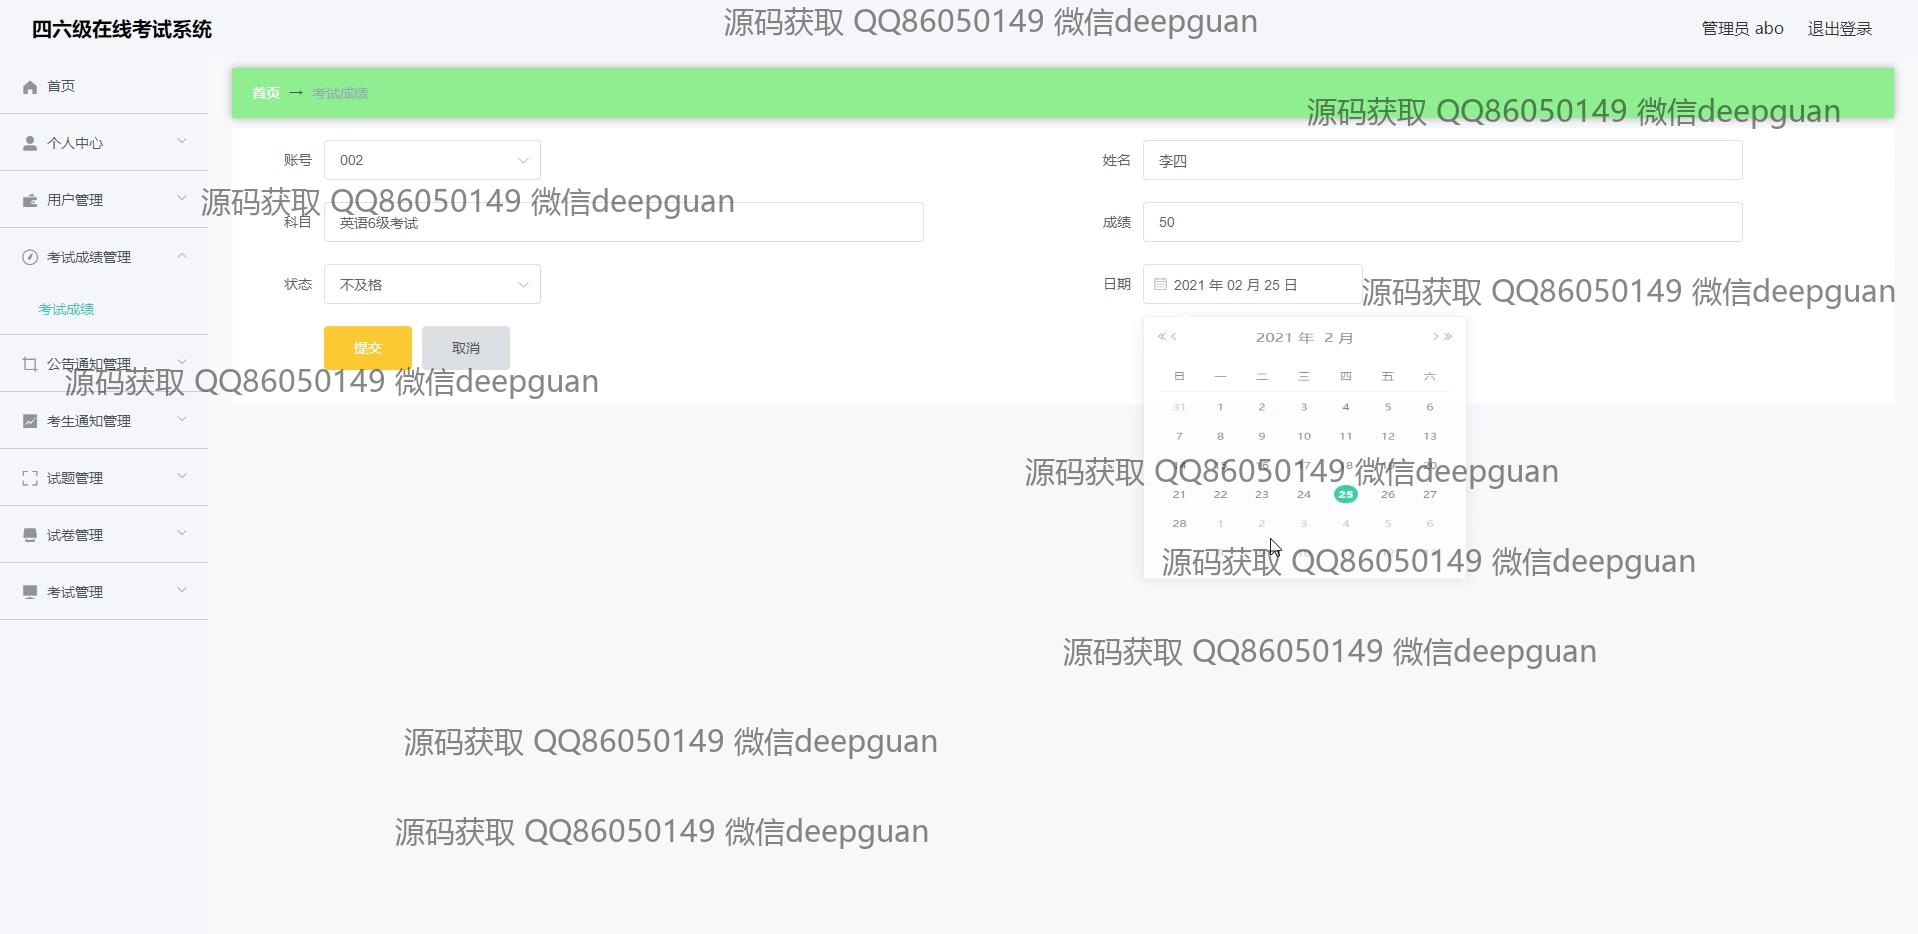 四六级在线考试系统
源码获取 QQ86050149 微信deepguan
管理员 abo
退出登录
首页
个人中心
用户管理
考试成绩管理
考试成绩
公告通知管理
考生通知管理
试题管理
试卷管理
考试管理
首页 → 考试成绩
源码获取 QQ86050149 微信deepguan
账号 002
姓名 李四
源码获取 QQ86050149 微信deepguan
科目 英语6级考试
成绩 50
状态 不及格
日期 2021 年 02 月 25 日
源码获取 QQ86050149 微信deepguan
提交 取消
源码获取 QQ86050149 微信deepguan
2021 年 2 月
日 一 二 三 四 五 六
31 1 2 3 4 5 6
7 8 9 10 11 12 13
14 15 16 17 18 19 20
源码获取 QQ86050149 微信deepguan
21 22 23 24 25 26 27
28 1 2 3 4 5 6
源码获取 QQ86050149 微信deepguan
源码获取 QQ86050149 微信deepguan
源码获取 QQ86050149 微信deepguan
源码获取 QQ86050149 微信deepguan